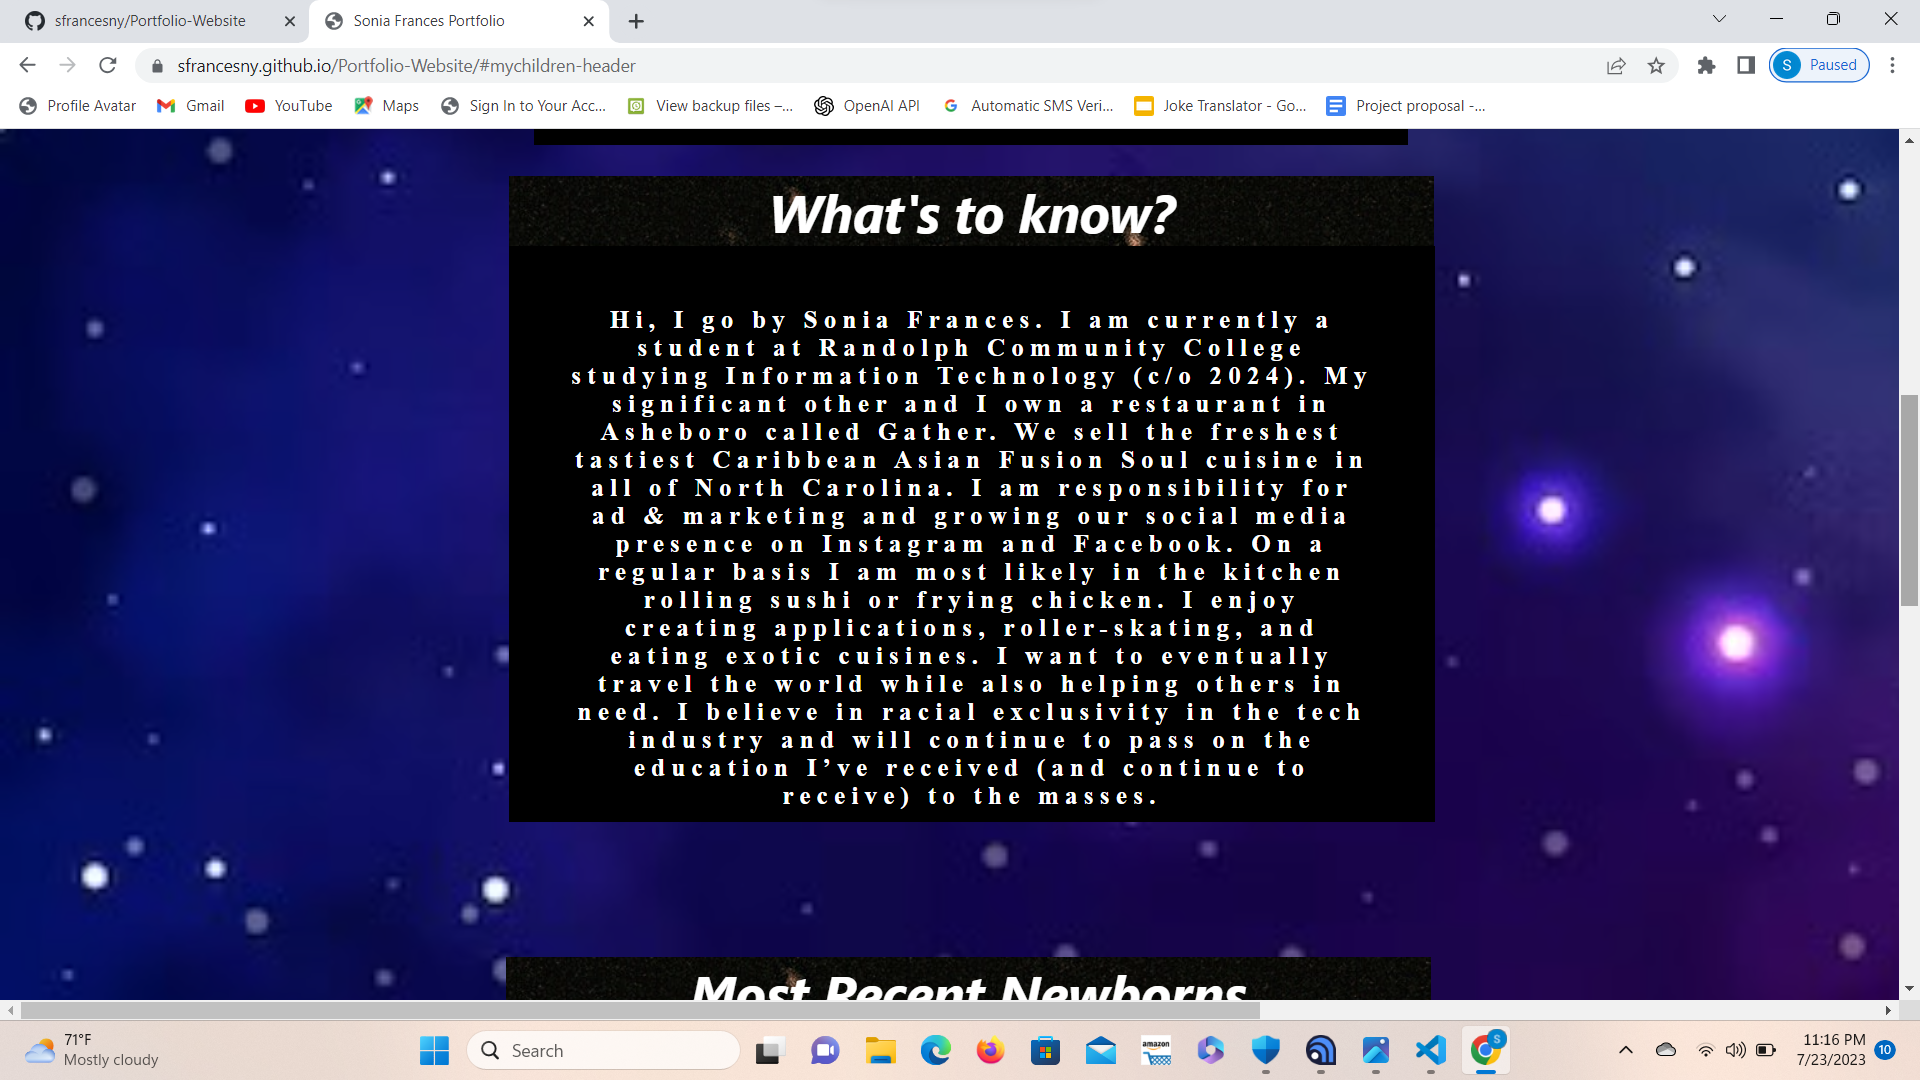 sfrancesny/Portfolio-Website
Sonia Frances Portfolio
sfrancesny.github.io/Portfolio-Website/#mychildren-header
S Paused
Profile Avatar
Gmail
YouTube
Maps
Sign In to Your Acc...
View backup files –...
OpenAI API
Automatic SMS Veri...
Joke Translator - Go...
Project proposal -...
What's to know?
Hi, I go by Sonia Frances. I am currently a
student at Randolph Community College
studying Information Technology (c/o 2024). My
significant other and I own a restaurant in
Asheboro called Gather. We sell the freshest
tastiest Caribbean Asian Fusion Soul cuisine in
all of North Carolina. I am responsibility for
ad & marketing and growing our social media
presence on Instagram and Facebook. On a
regular basis I am most likely in the kitchen
rolling sushi or frying chicken. I enjoy
creating applications, roller-skating, and
eating exotic cuisines. I want to eventually
travel the world while also helping others in
need. I believe in racial exclusivity in the tech
industry and will continue to pass on the
education I’ve received (and continue to
receive) to the masses.
Most Recent Newborns
71°F
Mostly cloudy
Search
amazon
S
11:16 PM
7/23/2023
10